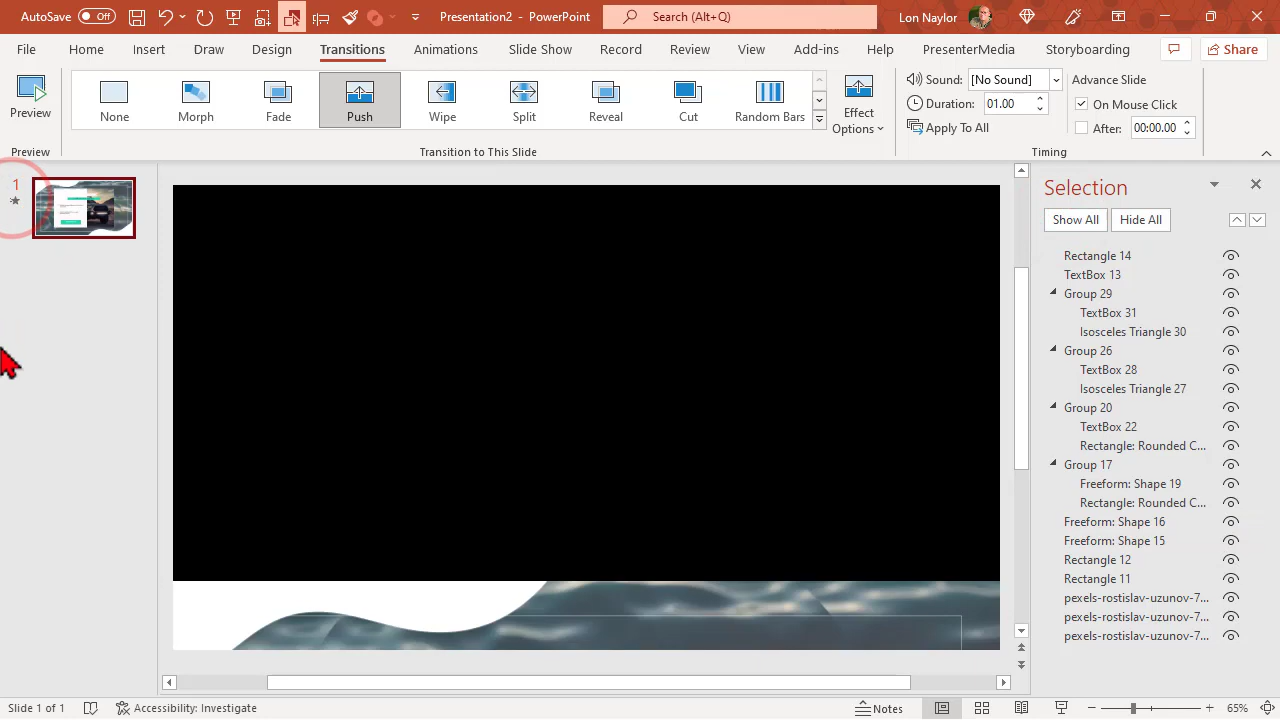 AutoSave Off Presentation2 - PowerPoint Search (Alt+Q) Lon Naylor
File Home Insert Draw Design Transitions Animations Slide Show Record Review View Add-ins Help PresenterMedia Storyboarding Share
Preview None Morph Fade Push Wipe Split Reveal Cut Random Bars Effect Options
Sound: [No Sound] Advance Slide
Duration: 01.00 On Mouse Click
Apply To All After: 00:00.00
Preview Transition to This Slide Timing
1
Selection
Show All Hide All
Rectangle 14
TextBox 13
Group 29
TextBox 31
Isosceles Triangle 30
Group 26
TextBox 28
Isosceles Triangle 27
Group 20
TextBox 22
Rectangle: Rounded C...
Group 17
Freeform: Shape 19
Rectangle: Rounded C...
Freeform: Shape 16
Freeform: Shape 15
Rectangle 12
Rectangle 11
pexels-rostislav-uzunov-7...
pexels-rostislav-uzunov-7...
pexels-rostislav-uzunov-7...
Slide 1 of 1 Accessibility: Investigate Notes 65%